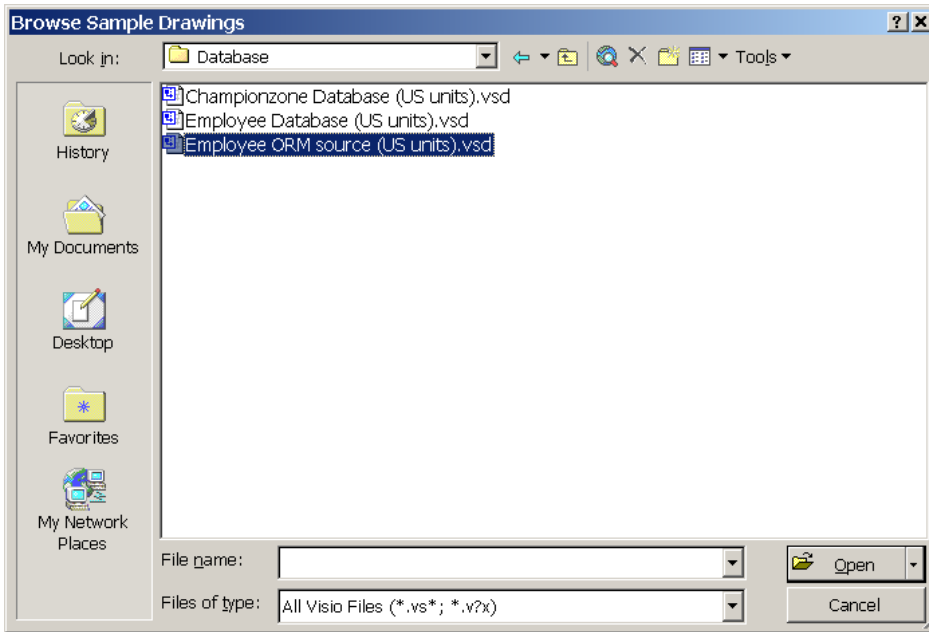 Browse Sample Drawings
Look in: Database Tools
Championzone Database (US units).vsd
Employee Database (US units).vsd
Employee ORM source (US units).vsd
History
My Documents
Desktop
Favorites
My Network
Places
File name: Open
Files of type: All Visio Files (*.vs*; *.v?x) Cancel